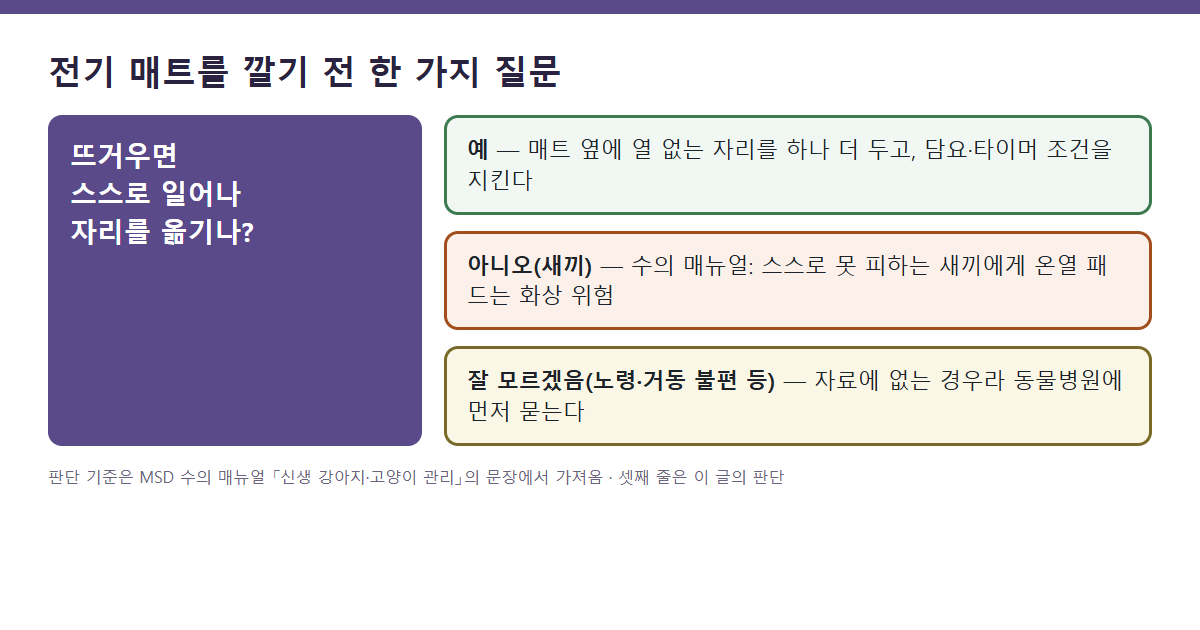 전기 매트를 깔기 전 한 가지 질문
뜨거우면
스스로 일어나
자리를 옮기나?
예 — 매트 옆에 열 없는 자리를 하나 더 두고, 담요·타이머 조건을
지킨다
아니오(새끼) — 수의 매뉴얼: 스스로 못 피하는 새끼에게 온열 패
드는 화상 위험
잘 모르겠음(노령·거동 불편 등) — 자료에 없는 경우라 동물병원에
먼저 묻는다
판단 기준은 MSD 수의 매뉴얼 「신생 강아지·고양이 관리」의 문장에서 가져옴 · 셋째 줄은 이 글의 판단